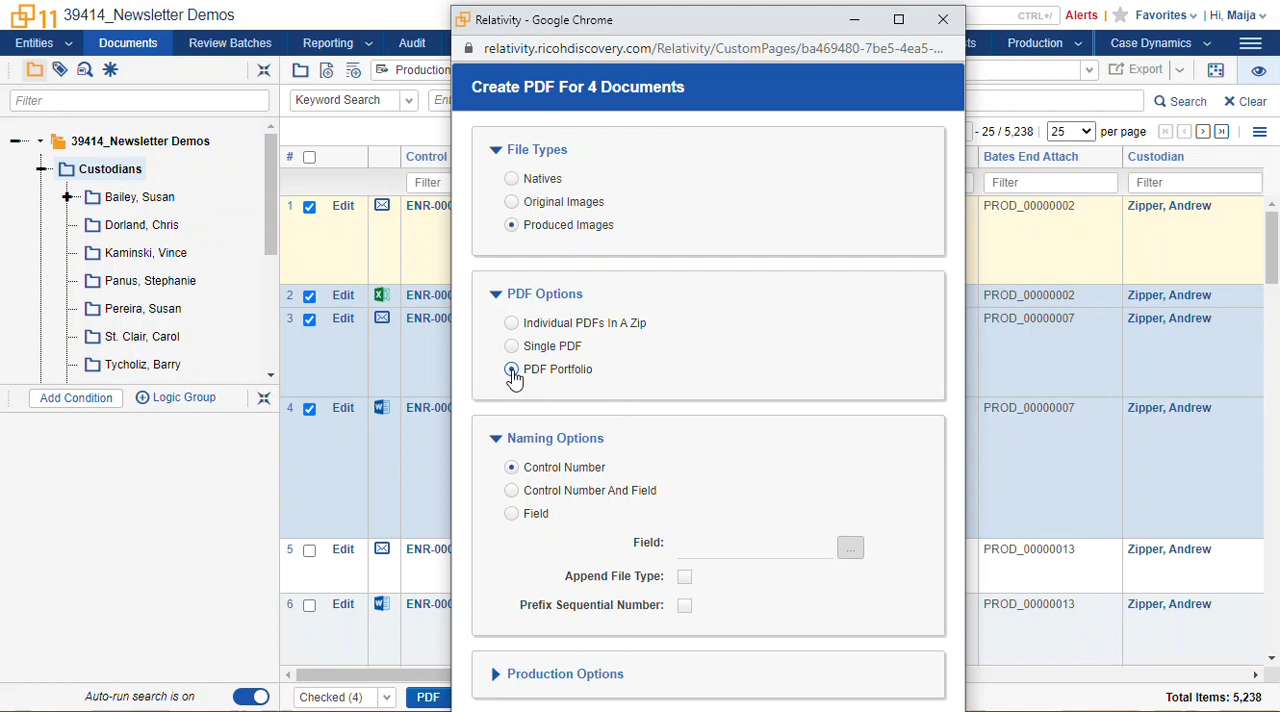 11 39414_Newsletter Demos
CTRL+/
Alerts | Favorites Hi, Maija
Entities Documents Review Batches Reporting Audit
Production Case Dynamics
Relativity - Google Chrome
relativity.ricohdiscovery.com/Relativity/CustomPages/ba469480-7be5-4ea5-...
Production
Export
Filter
Keyword Search
Search Clear
- 25 / 5,238 25 per page
39414_Newsletter Demos
Custodians
Bailey, Susan
Dorland, Chris
Kaminski, Vince
Panus, Stephanie
Pereira, Susan
St. Clair, Carol
Tycholiz, Barry
Add Condition Logic Group
Auto-run search is on
# Control Bates End Attach Custodian
Filter Filter Filter
1 Edit ENR-000 PROD_00000002 Zipper, Andrew
2 Edit ENR-000 PROD_00000002 Zipper, Andrew
3 Edit ENR-000 PROD_00000007 Zipper, Andrew
4 Edit ENR-000 PROD_00000007 Zipper, Andrew
5 Edit ENR-000 PROD_00000013 Zipper, Andrew
6 Edit ENR-000 PROD_00000013 Zipper, Andrew
Checked (4) PDF
Total Items: 5,238
Create PDF For 4 Documents
File Types
Natives
Original Images
Produced Images
PDF Options
Individual PDFs In A Zip
Single PDF
PDF Portfolio
Naming Options
Control Number
Control Number And Field
Field
Field: ...
Append File Type:
Prefix Sequential Number:
Production Options